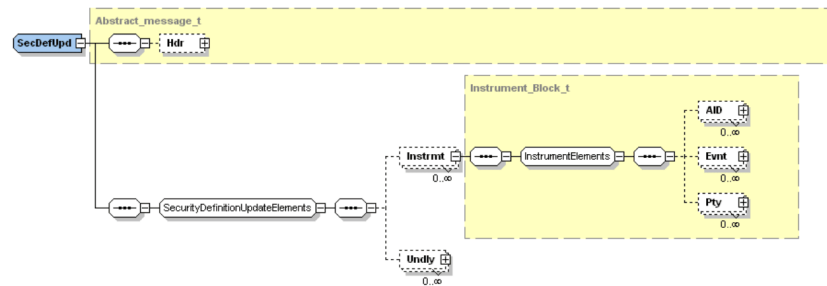 Abstract_message_t
SecDefUpd
Hdr
Instrument_Block_t
AID
0..∞
Instrmt
0..∞
InstrumentElements
Evnt
0..∞
Pty
0..∞
SecurityDefinitionUpdateElements
Undly
0..∞